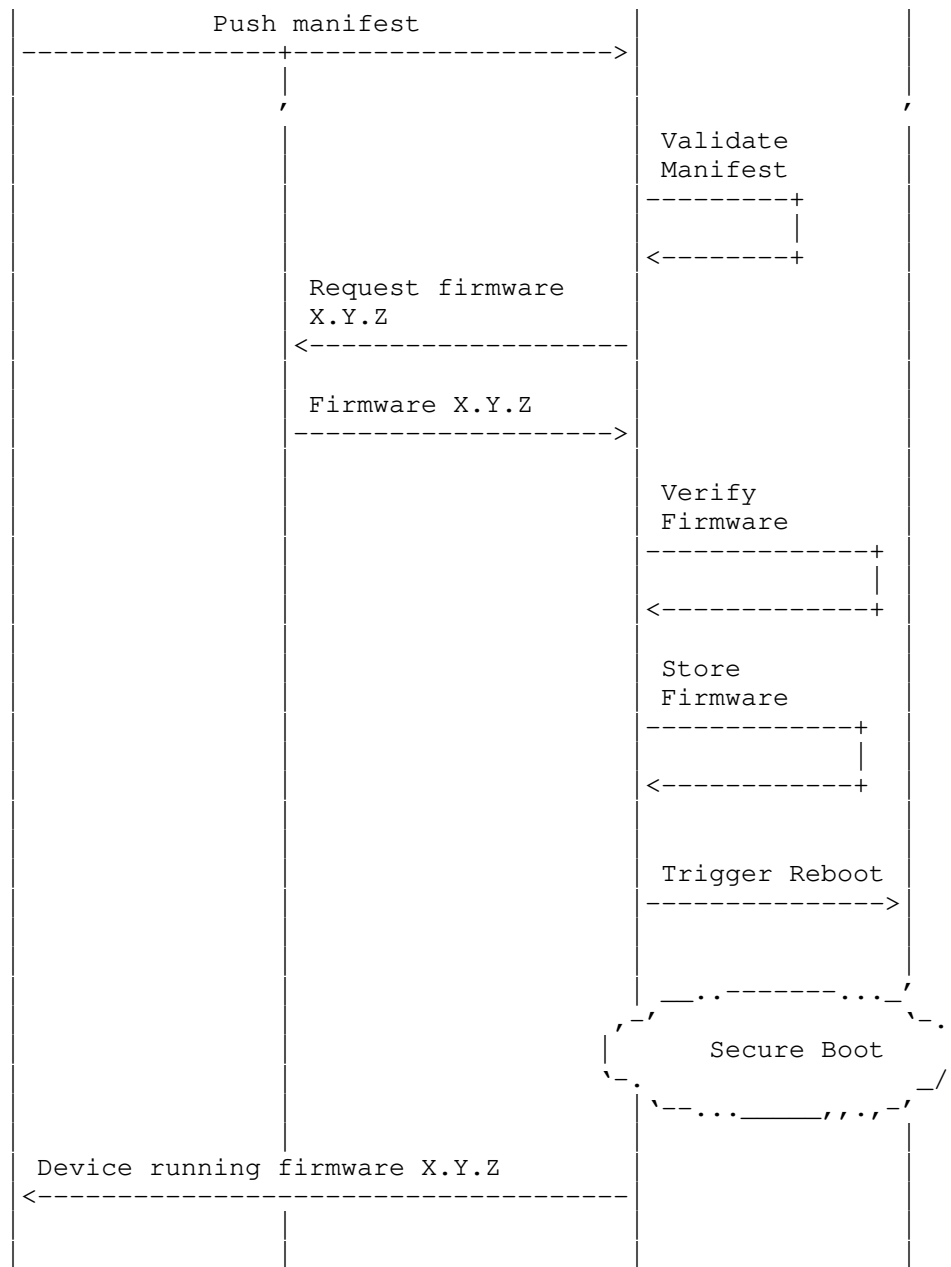 Push manifest
Validate
Manifest
Request firmware
X.Y.Z
Firmware X.Y.Z
Verify
Firmware
Store
Firmware
Trigger Reboot
Secure Boot
Device running firmware X.Y.Z